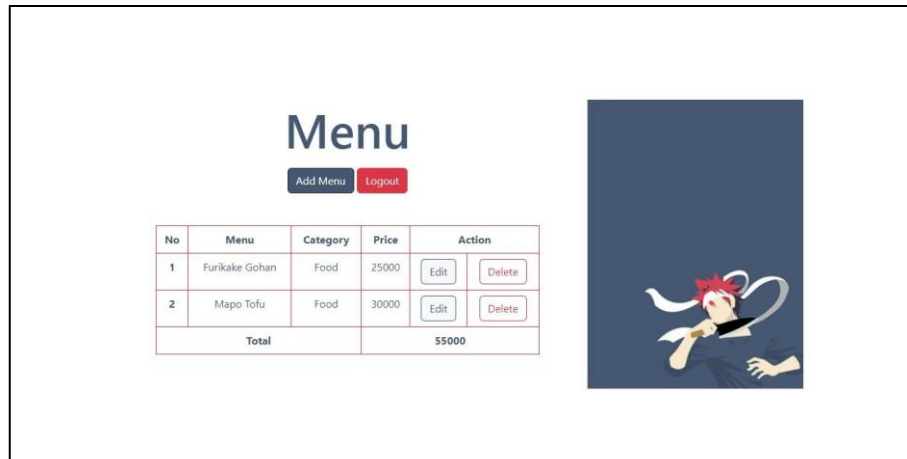 Menu
Add Menu Logout
No Menu Category Price Action
1 Furikake Gohan Food 25000 Edit Delete
2 Mapo Tofu Food 30000 Edit Delete
Total 55000